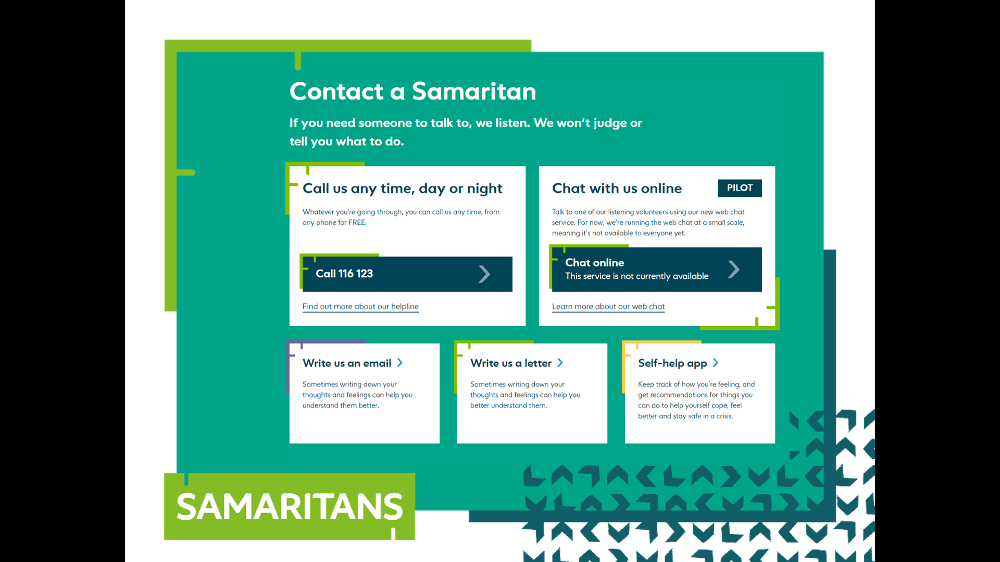 Contact a Samaritan
If you need someone to talk to, we listen. We won't judge or
tell you what to do.
Call us any time, day or night
Whatever you're going through, you can call us any time, from
any phone for FREE.
Call 116 123
Find out more about our helpline
Chat with us online
PILOT
Talk to one of our listening volunteers using our new web chat
service. For now, we're running the web chat at a small scale,
meaning it's not available to everyone yet.
Chat online
This service is not currently available
Learn more about our web chat
Write us an email
Sometimes writing down your
thoughts and feelings can help you
understand them better.
Write us a letter
Sometimes writing down your
thoughts and feelings can help you
better understand them.
Self-help app
Keep track of how you're feeling, and
get recommendations for things you
can do to help yourself cope, feel
better and stay safe in a crisis.
SAMARITANS